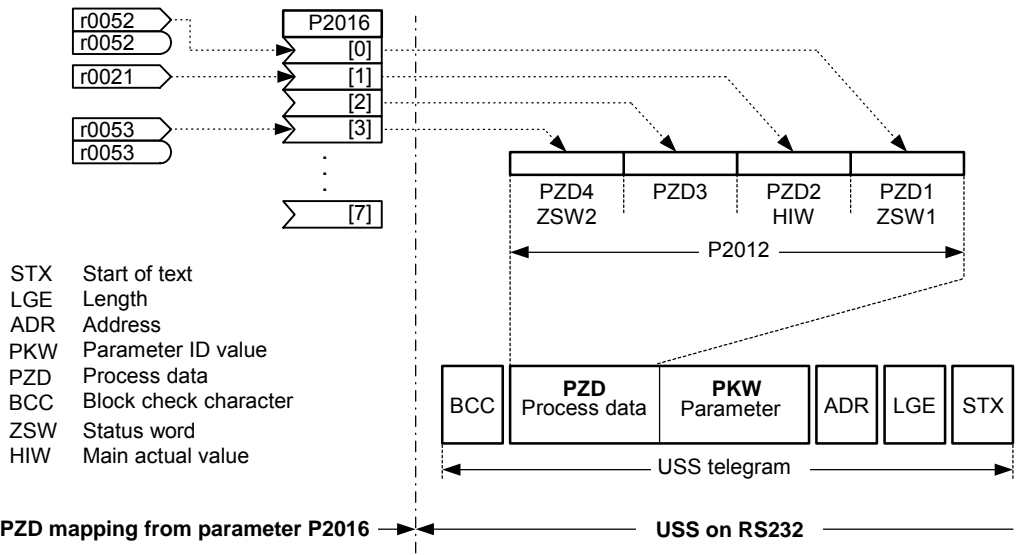 r0052
r0052
r0021
r0053
r0053
P2016
[0]
[1]
[2]
[3]
[7]
PZD4
ZSW2
PZD3
PZD2
HIW
PZD1
ZSW1
P2012
STX Start of text
LGE Length
ADR Address
PKW Parameter ID value
PZD Process data
BCC Block check character
ZSW Status word
HIW Main actual value
BCC
PZD
Process data
PKW
Parameter
ADR
LGE
STX
USS telegram
PZD mapping from parameter P2016
USS on RS232